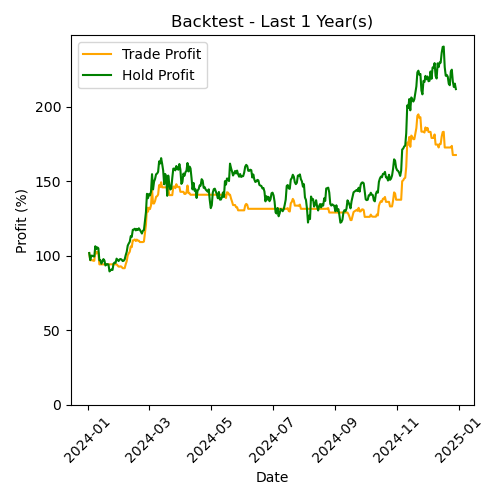 Backtest - Last 1 Year(s)
Trade Profit
Hold Profit
Profit (%)
200
150
100
50
0
2024-01
2024-03
2024-05
2024-07
2024-09
2024-11
2025-01
Date